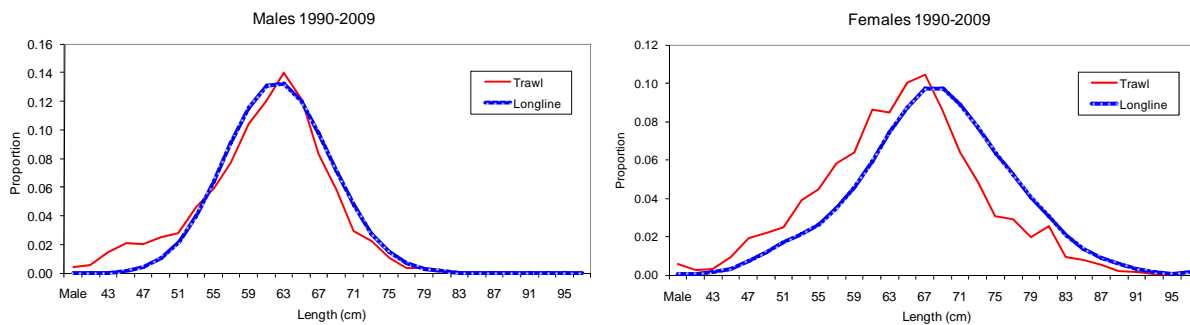 Males 1990-2009
0.16
0.14
0.12
0.10
0.08
0.06
0.04
0.02
0.00
Proportion
Trawl
Longline
Male 43 47 51 55 59 63 67 71 75 79 83 87 91 95
Length (cm)
Females 1990-2009
0.12
0.10
0.08
0.06
0.04
0.02
0.00
Proportion
Trawl
Longline
Male 43 47 51 55 59 63 67 71 75 79 83 87 91 95
Length (cm)